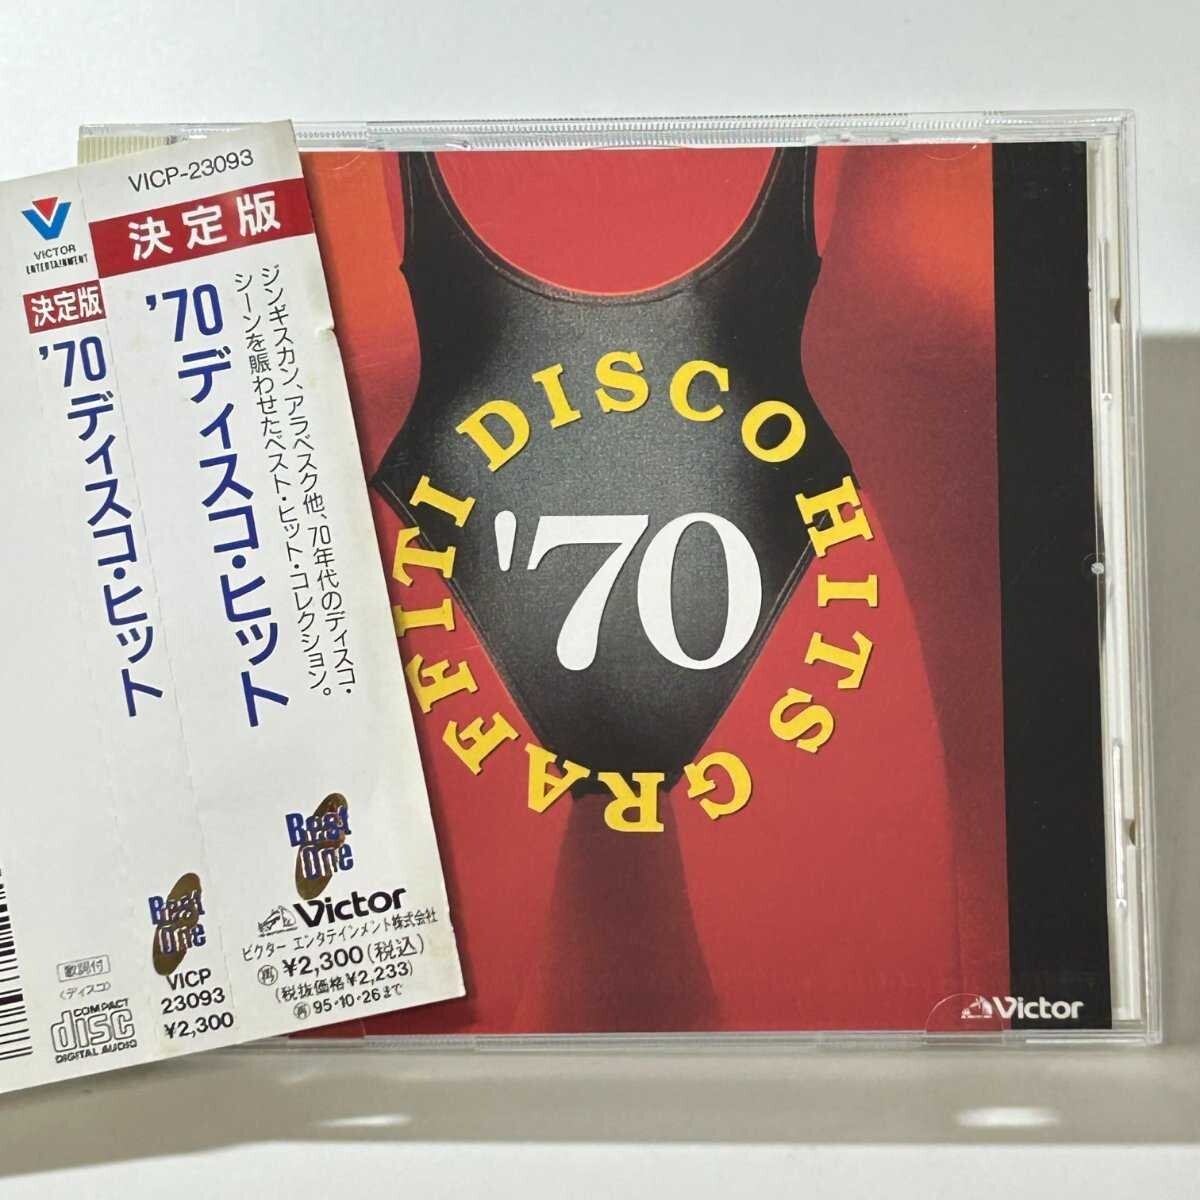 VICTOR
ENTERTAINMENT
決定版
'70 ディスコ・ヒット
歌詞付
(ディスコ)
COMPACT
disc
DIGITAL AUDIO
Best
One
VICP
23093
¥2,300
VICP-23093
決定版
'70 ディスコ・ヒット
ジンギスカン、アラベスク他、70年代のディスコ・
シーンを賑わせたベスト・ヒット・コレクション。
Best
One
Victor
ビクター エンタテインメント株式会社
再 ¥2,300(税込)
(税抜価格¥2,233)
再 95・10・26まで
DISCO HITS GRAFFITI
'70
Victor